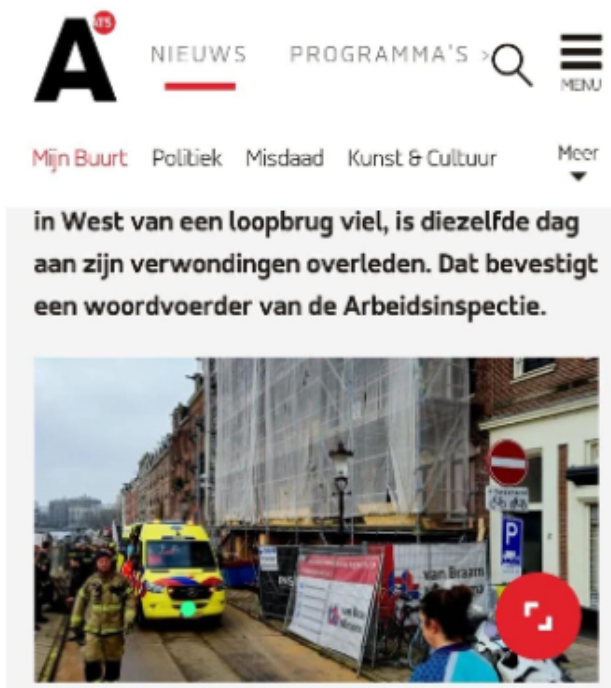 A AT5
NIEUWS PROGRAMMA'S >
MENU
Mijn Buurt Politiek Misdaad Kunst & Cultuur Meer
in West van een loopbrug viel, is diezelfde dag
aan zijn verwondingen overleden. Dat bevestigt
een woordvoerder van de Arbeidsinspectie.
van Braam
P